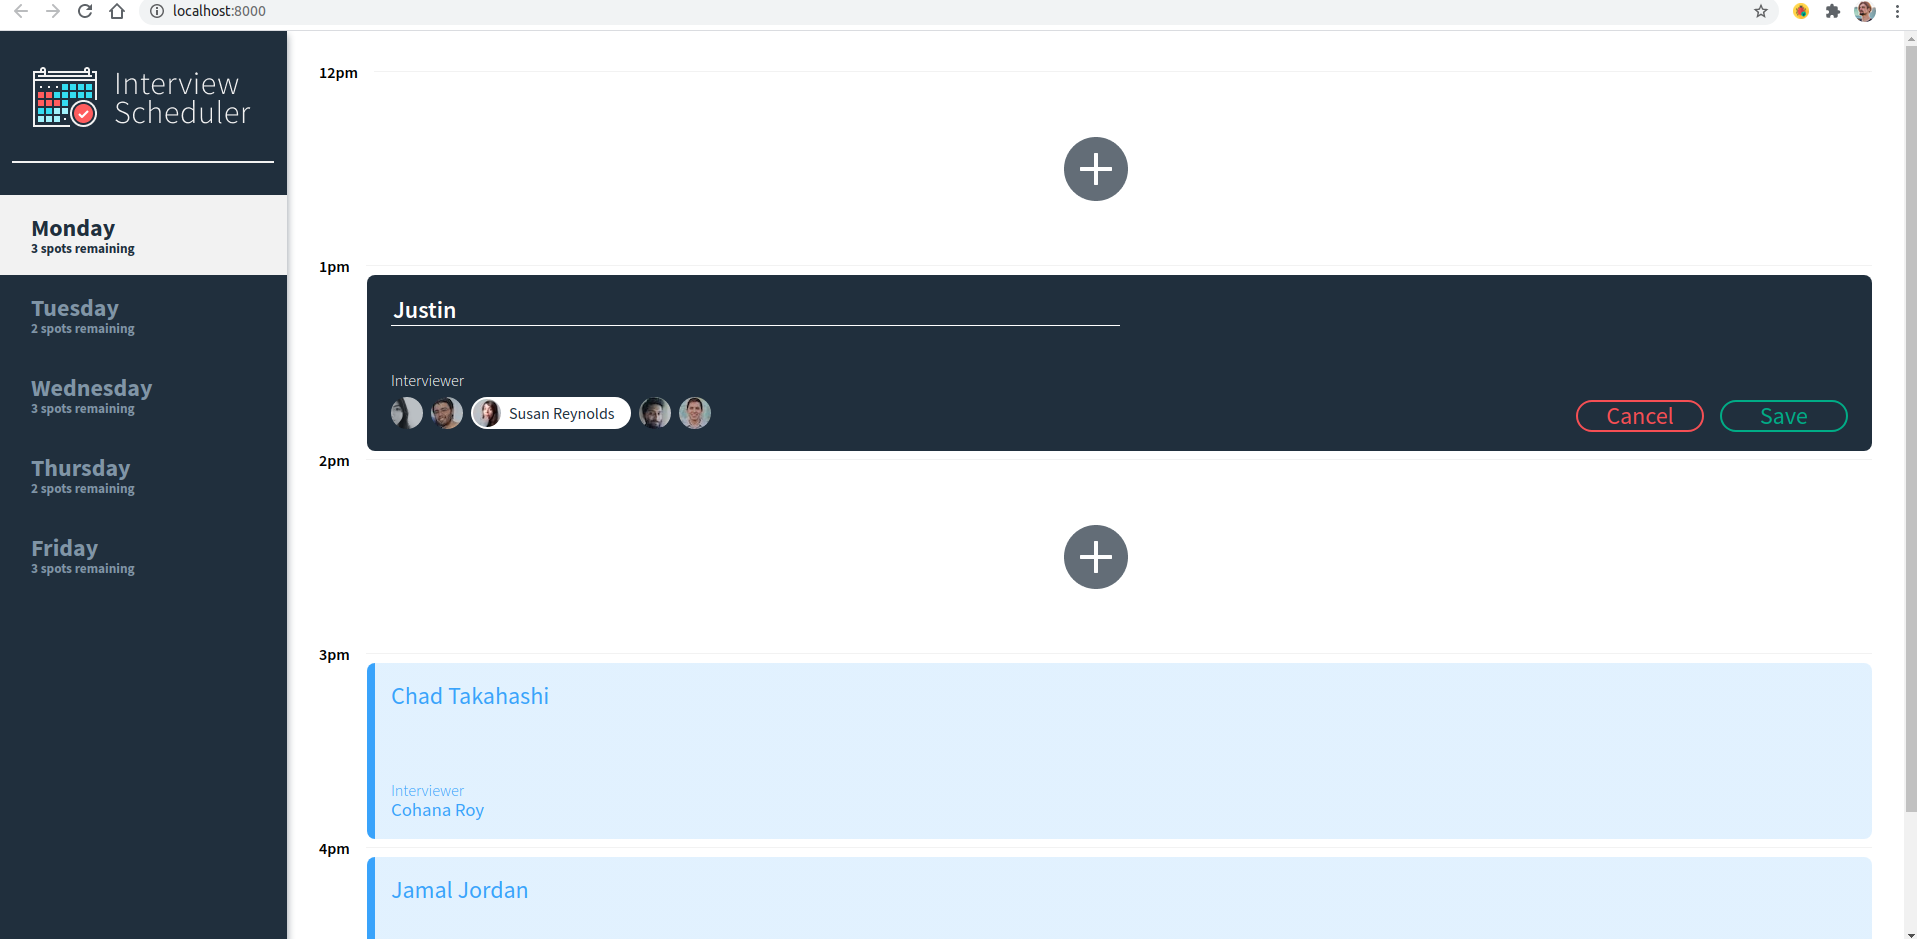 localhost:8000
Interview
Scheduler
Monday
3 spots remaining
Tuesday
2 spots remaining
Wednesday
3 spots remaining
Thursday
2 spots remaining
Friday
3 spots remaining
12pm
1pm
Justin
Interviewer
Susan Reynolds
Cancel
Save
2pm
3pm
Chad Takahashi
Interviewer
Cohana Roy
4pm
Jamal Jordan